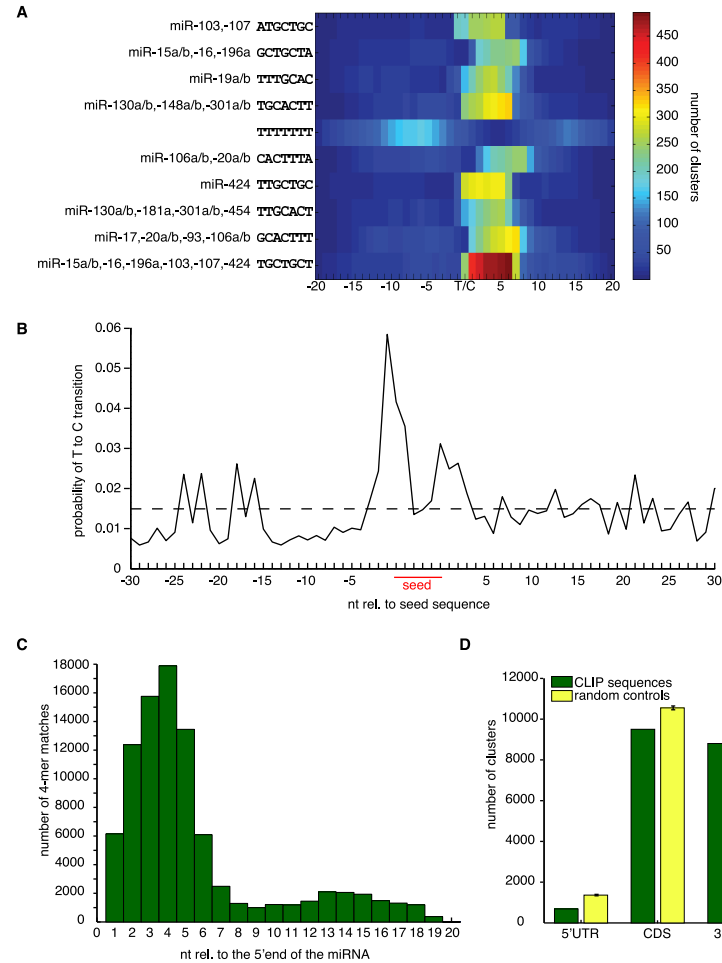 A
miR-103,-107 ATGCTGC
miR-15a/b,-16,-196a GCTGCTA
miR-19a/b TTTGCAC
miR-130a/b,-148a/b,-301a/b TGCACTT
TTTTTTT
miR-106a/b,-20a/b CACTTTA
miR-424 TTGCTGC
miR-130a/b,-181a,-301a/b,-454 TTGCACT
miR-17,-20a/b,-93,-106a/b GCACTTT
miR-15a/b,-16,-196a,-103,-107,-424 TGCTGCT
-20 -15 -10 -5 T/C 5 10 15 20
450
400
350
300
250
200
150
100
50
number of clusters
B
0.06
0.05
0.04
0.03
0.02
0.01
0
probability of T to C transition
-30 -25 -20 -15 -10 -5 5 10 15 20 25 30
seed
nt rel. to seed sequence
C
18000
16000
14000
12000
10000
8000
6000
4000
2000
0
number of 4-mer matches
0 1 2 3 4 5 6 7 8 9 10 11 12 13 14 15 16 17 18 19 20
nt rel. to the 5'end of the miRNA
D
CLIP sequences
random controls
12000
10000
8000
6000
4000
2000
0
number of clusters
5'UTR CDS 3